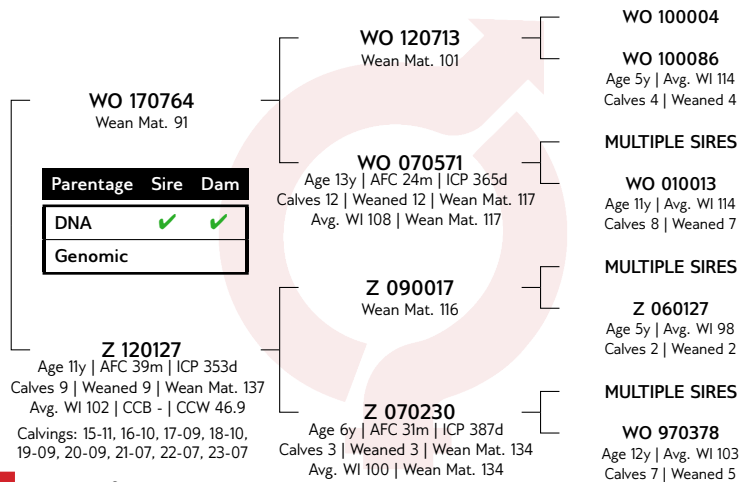 WO 170764
Wean Mat. 91
Parentage Sire Dam
DNA ✔ ✔
Genomic
Z 120127
Age 11y | AFC 39m | ICP 353d
Calves 9 | Weaned 9 | Wean Mat. 137
Avg. WI 102 | CCB - | CCW 46.9
Calvings: 15-11, 16-10, 17-09, 18-10,
19-09, 20-09, 21-07, 22-07, 23-07
WO 120713
Wean Mat. 101
WO 070571
Age 13y | AFC 24m | ICP 365d
Calves 12 | Weaned 12 | Wean Mat. 117
Avg. WI 108 | Wean Mat. 117
Z 090017
Wean Mat. 116
Z 070230
Age 6y | AFC 31m | ICP 387d
Calves 3 | Weaned 3 | Wean Mat. 134
Avg. WI 100 | Wean Mat. 134
WO 100004
WO 100086
Age 5y | Avg. WI 114
Calves 4 | Weaned 4
MULTIPLE SIRES
WO 010013
Age 11y | Avg. WI 114
Calves 8 | Weaned 7
MULTIPLE SIRES
Z 060127
Age 5y | Avg. WI 98
Calves 2 | Weaned 2
MULTIPLE SIRES
WO 970378
Age 12y | Avg. WI 103
Calves 7 | Weaned 5